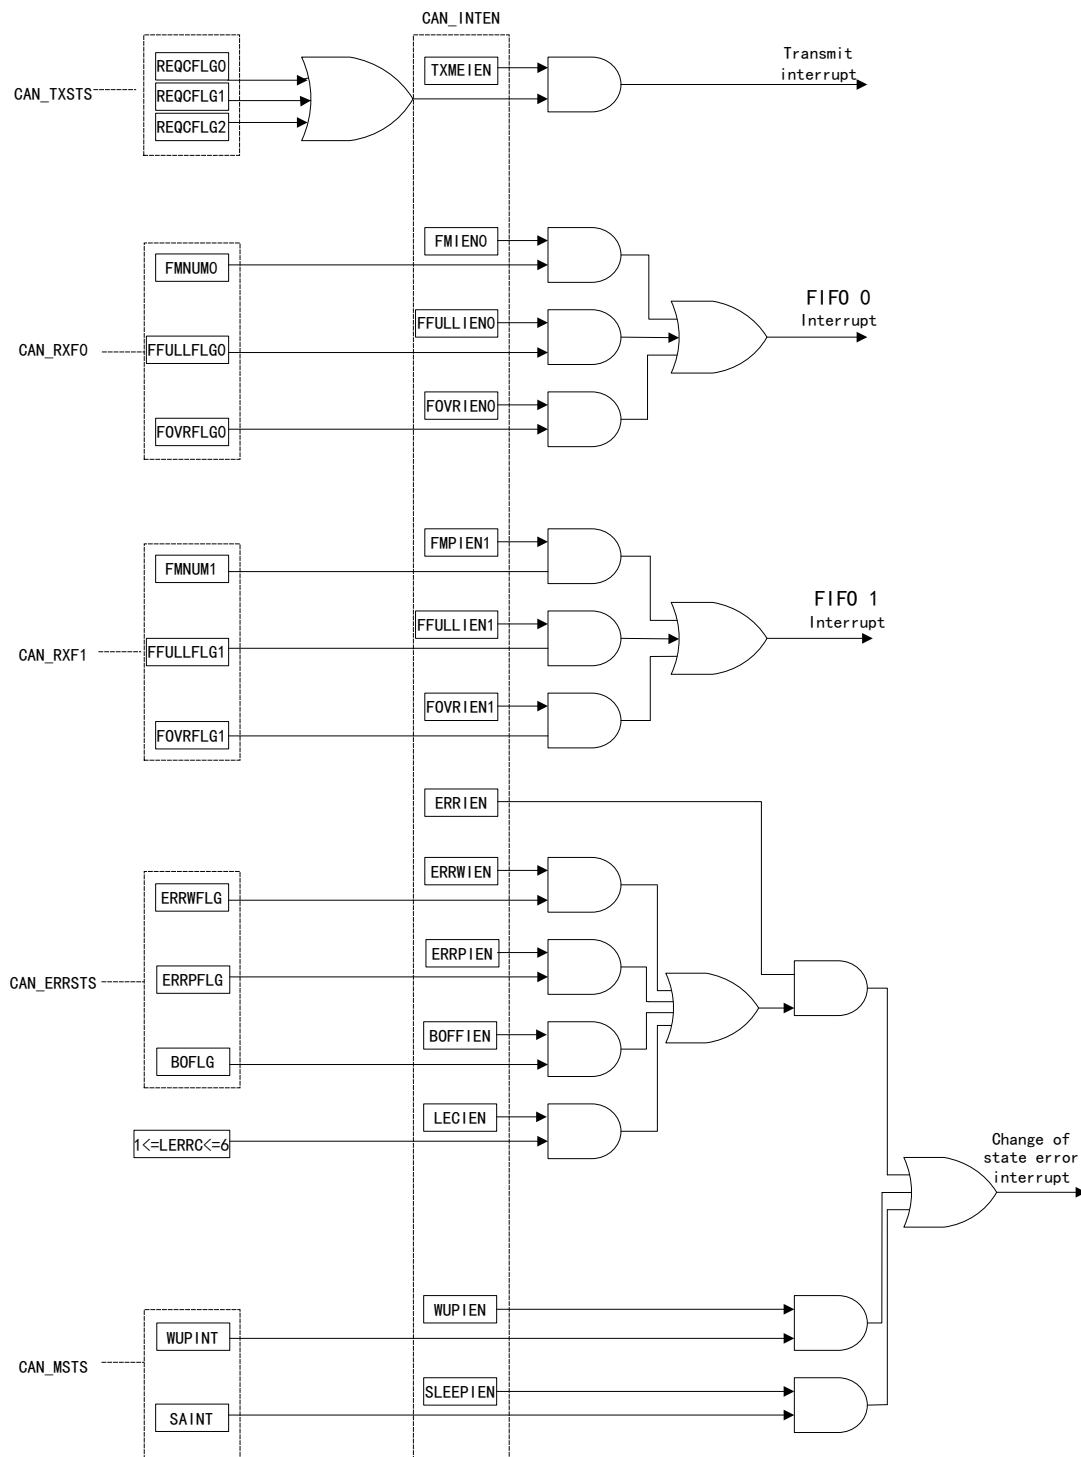 CAN_INTEN
REQCFLG0
TXMEIEN
Transmit
interrupt
CAN_TXSTS
REQCFLG1
REQCFLG2
FMIEN0
FMNUM0
FFULLIEN0
FIFO 0
Interrupt
CAN_RXF0
FFULLFLG0
FOVRIEN0
FOVRFLG0
FMPIEN1
FMNUM1
FFULLIEN1
FIFO 1
Interrupt
CAN_RXF1
FFULLFLG1
FOVRIEN1
FOVRFLG1
ERRIEN
ERRWIEN
ERRWFLG
ERRPIEN
CAN_ERRSTS
ERRPFLG
BOFFIEN
BOFLG
LECIEN
1<=LERRC<=6
Change of
state error
interrupt
WUPIEN
WUPINT
CAN_MSTS
SLEEPIEN
SAINT